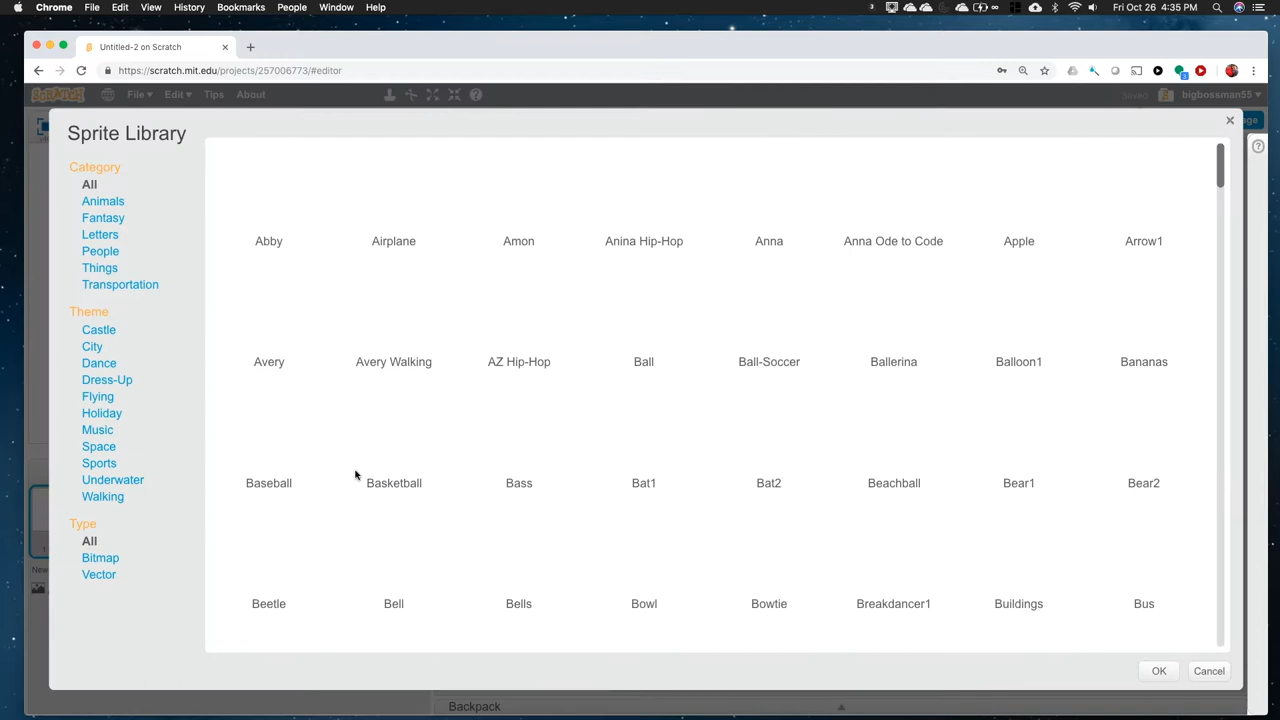 Chrome File Edit View History Bookmarks People Window Help 3 Fri Oct 26 4:35 PM
Untitled-2 on Scratch
https://scratch.mit.edu/projects/257006773/#editor
SCRATCH File Edit Tips About Saved bigbossman55
Sprite Library
Category
All
Animals
Fantasy
Letters
People
Things
Transportation
Theme
Castle
City
Dance
Dress-Up
Flying
Holiday
Music
Space
Sports
Underwater
Walking
Type
All
Bitmap
Vector
Abby Airplane Amon Anina Hip-Hop Anna Anna Ode to Code Apple Arrow1
Avery Avery Walking AZ Hip-Hop Ball Ball-Soccer Ballerina Balloon1 Bananas
Baseball Basketball Bass Bat1 Bat2 Beachball Bear1 Bear2
Beetle Bell Bells Bowl Bowtie Breakdancer1 Buildings Bus
OK Cancel
New
Backpack